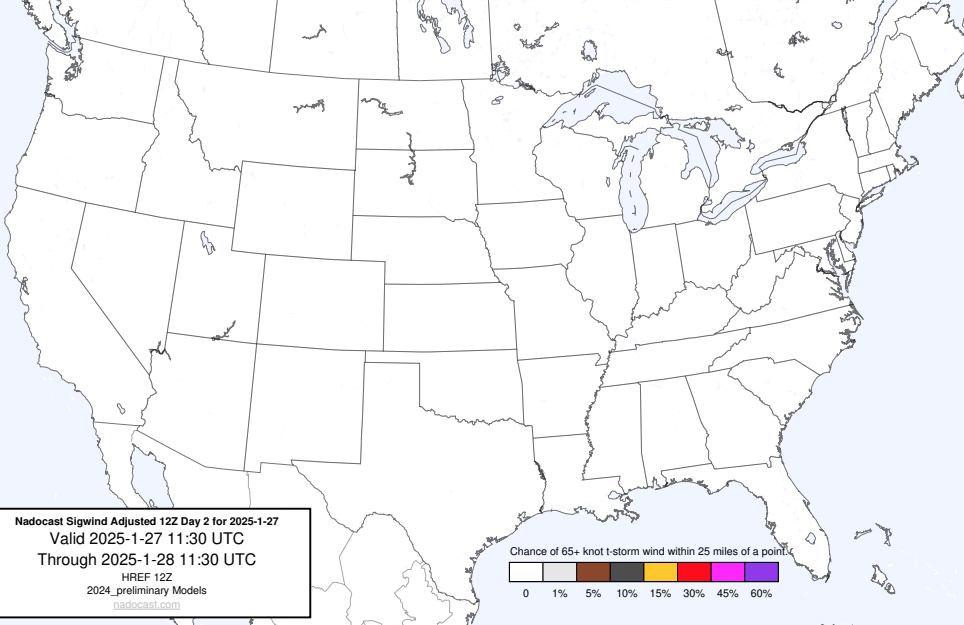 Nadocast Sigwind Adjusted 12Z Day 2 for 2025-1-27
Valid 2025-1-27 11:30 UTC
Through 2025-1-28 11:30 UTC
HREF 12Z
2024_preliminary Models
nadocast.com
Chance of 65+ knot t-storm wind within 25 miles of a point.
0 1% 5% 10% 15% 30% 45% 60%